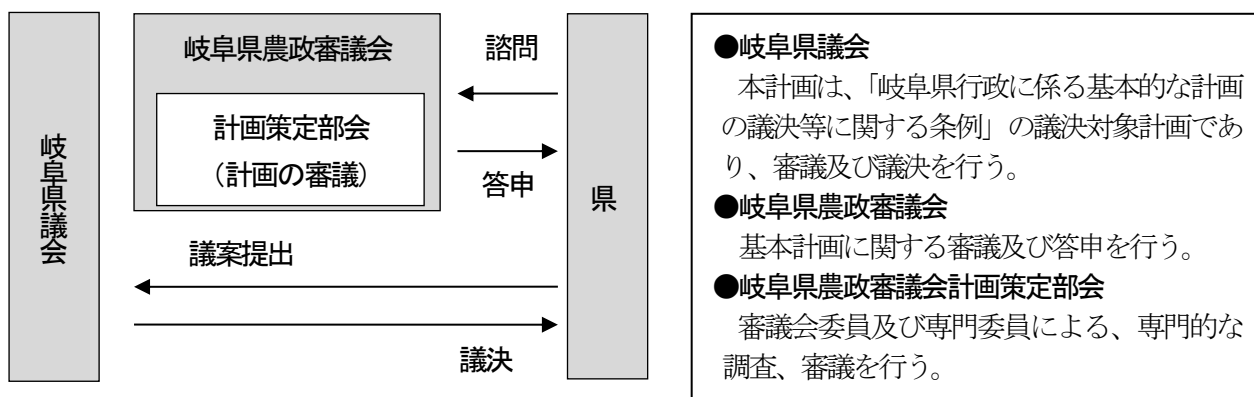 岐阜県議会
岐阜県農政審議会
計画策定部会
（計画の審議）
諮問
答申
県
議案提出
議決
●岐阜県議会
本計画は、「岐阜県行政に係る基本的な計画
の議決等に関する条例」の議決対象計画であ
り、審議及び議決を行う。
●岐阜県農政審議会
基本計画に関する審議及び答申を行う。
●岐阜県農政審議会計画策定部会
審議会委員及び専門委員による、専門的な
調査、審議を行う。